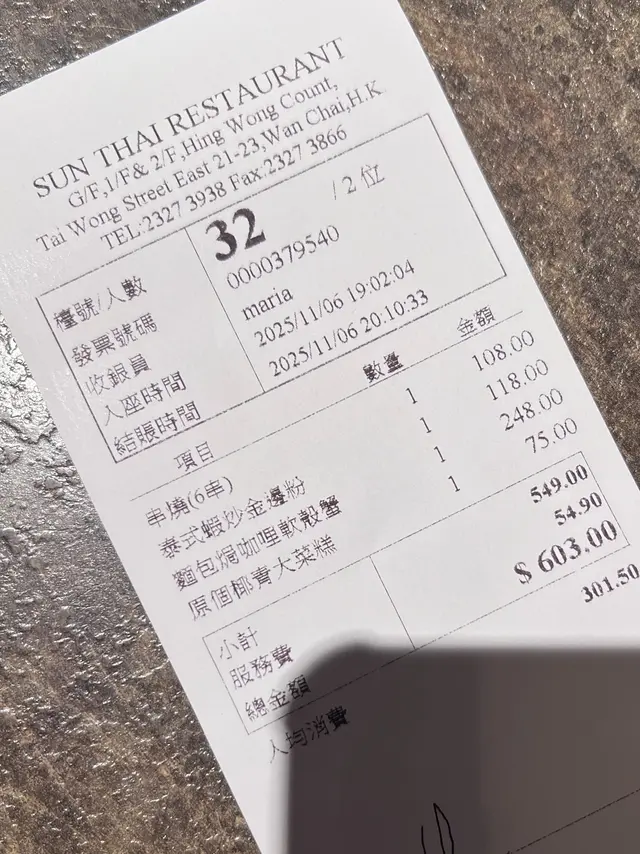 SUN THAI RESTAURANT
G/F,1/F& 2/F,Hing Wong Count,
Tai Wong Street East 21-23,Wan Chai,H.K
TEL:2327 3938 Fax:2327 3866
檯號/人數 32 / 2 位
發票號碼 0000379540
收銀員 maria
入座時間 2025/11/06 19:02:04
結賬時間 2025/11/06 20:10:33
項目 數量 金額
串燒(6串) 1 108.00
泰式蝦炒金邊粉 1 118.00
麵包焗咖哩軟殼蟹 1 248.00
原個椰青大菜糕 1 75.00
小計 549.00
服務費 54.90
總金額 $ 603.00
人均消費 301.50